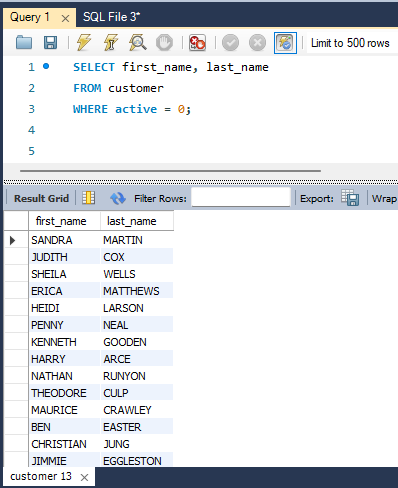 Query 1 × SQL File 3* ×
Limit to 500 rows
1 SELECT first_name, last_name
2 FROM customer
3 WHERE active = 0;
4
5
Result Grid Filter Rows: Export: Wrap
first_name last_name
SANDRA MARTIN
JUDITH COX
SHEILA WELLS
ERICA MATTHEWS
HEIDI LARSON
PENNY NEAL
KENNETH GOODEN
HARRY ARCE
NATHAN RUNYON
THEODORE CULP
MAURICE CRAWLEY
BEN EASTER
CHRISTIAN JUNG
JIMMIE EGGLESTON
customer 13 ×